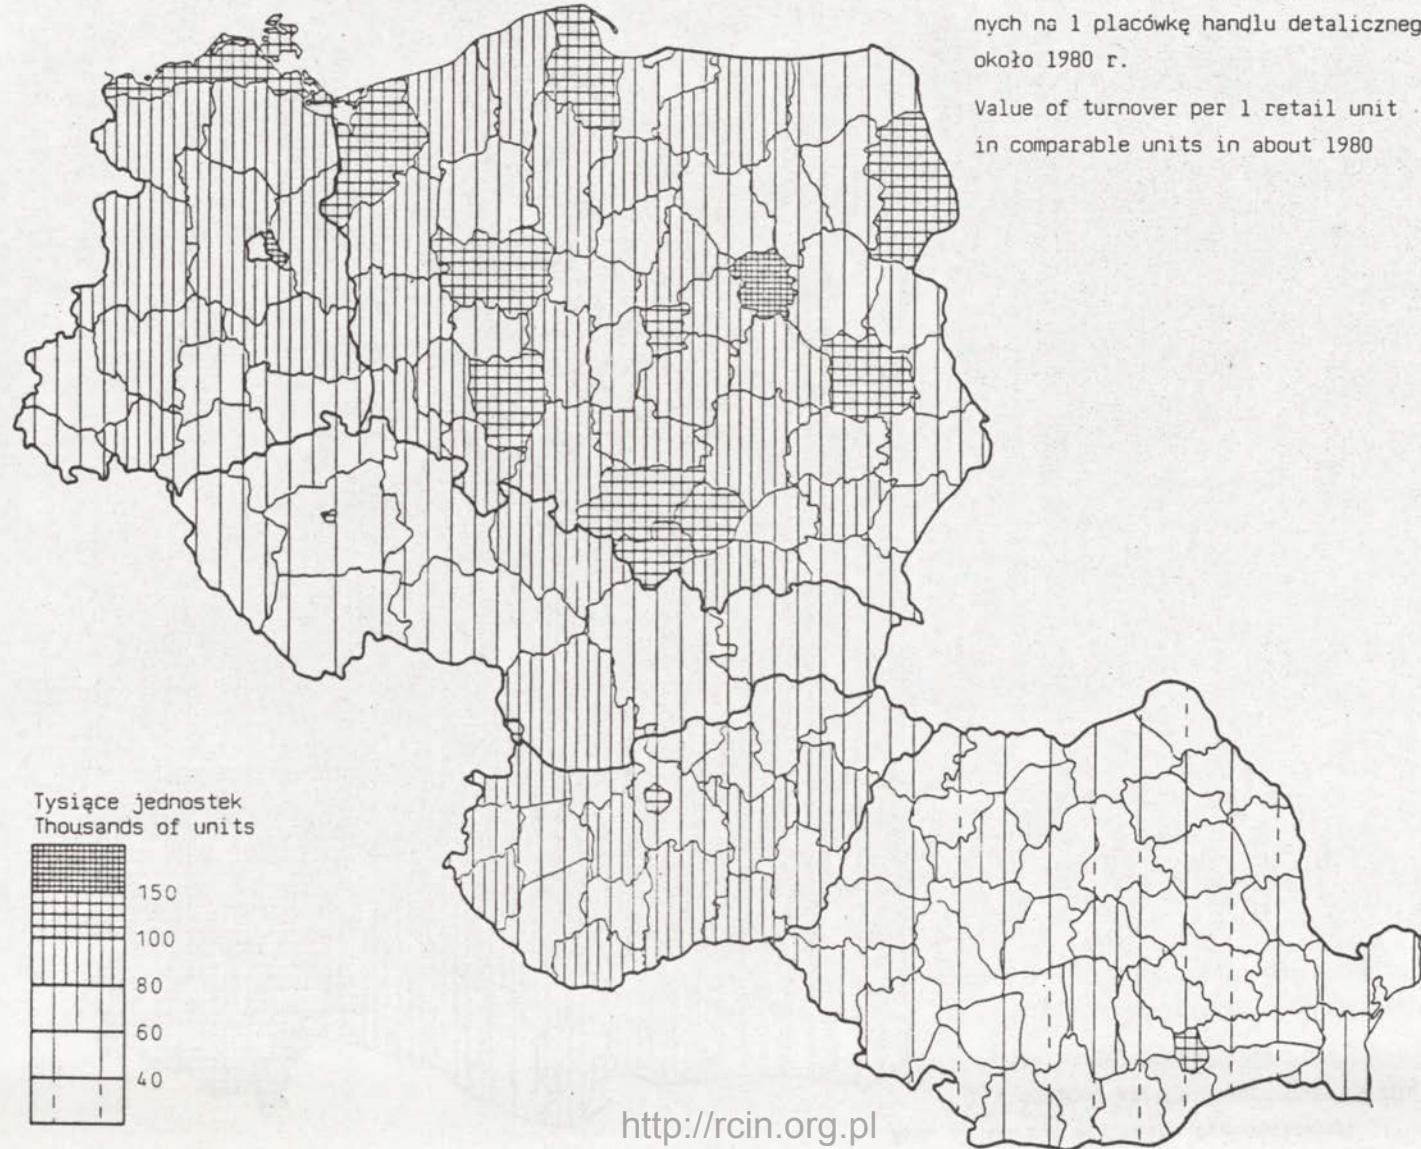 nych na 1 placówkę handlu detaliczneg
około 1980 r.
Value of turnover per 1 retail unit
in comparable units in about 1980
Tysiące jednostek
Thousands of units
150
100
80
60
40
http://rcin.org.pl